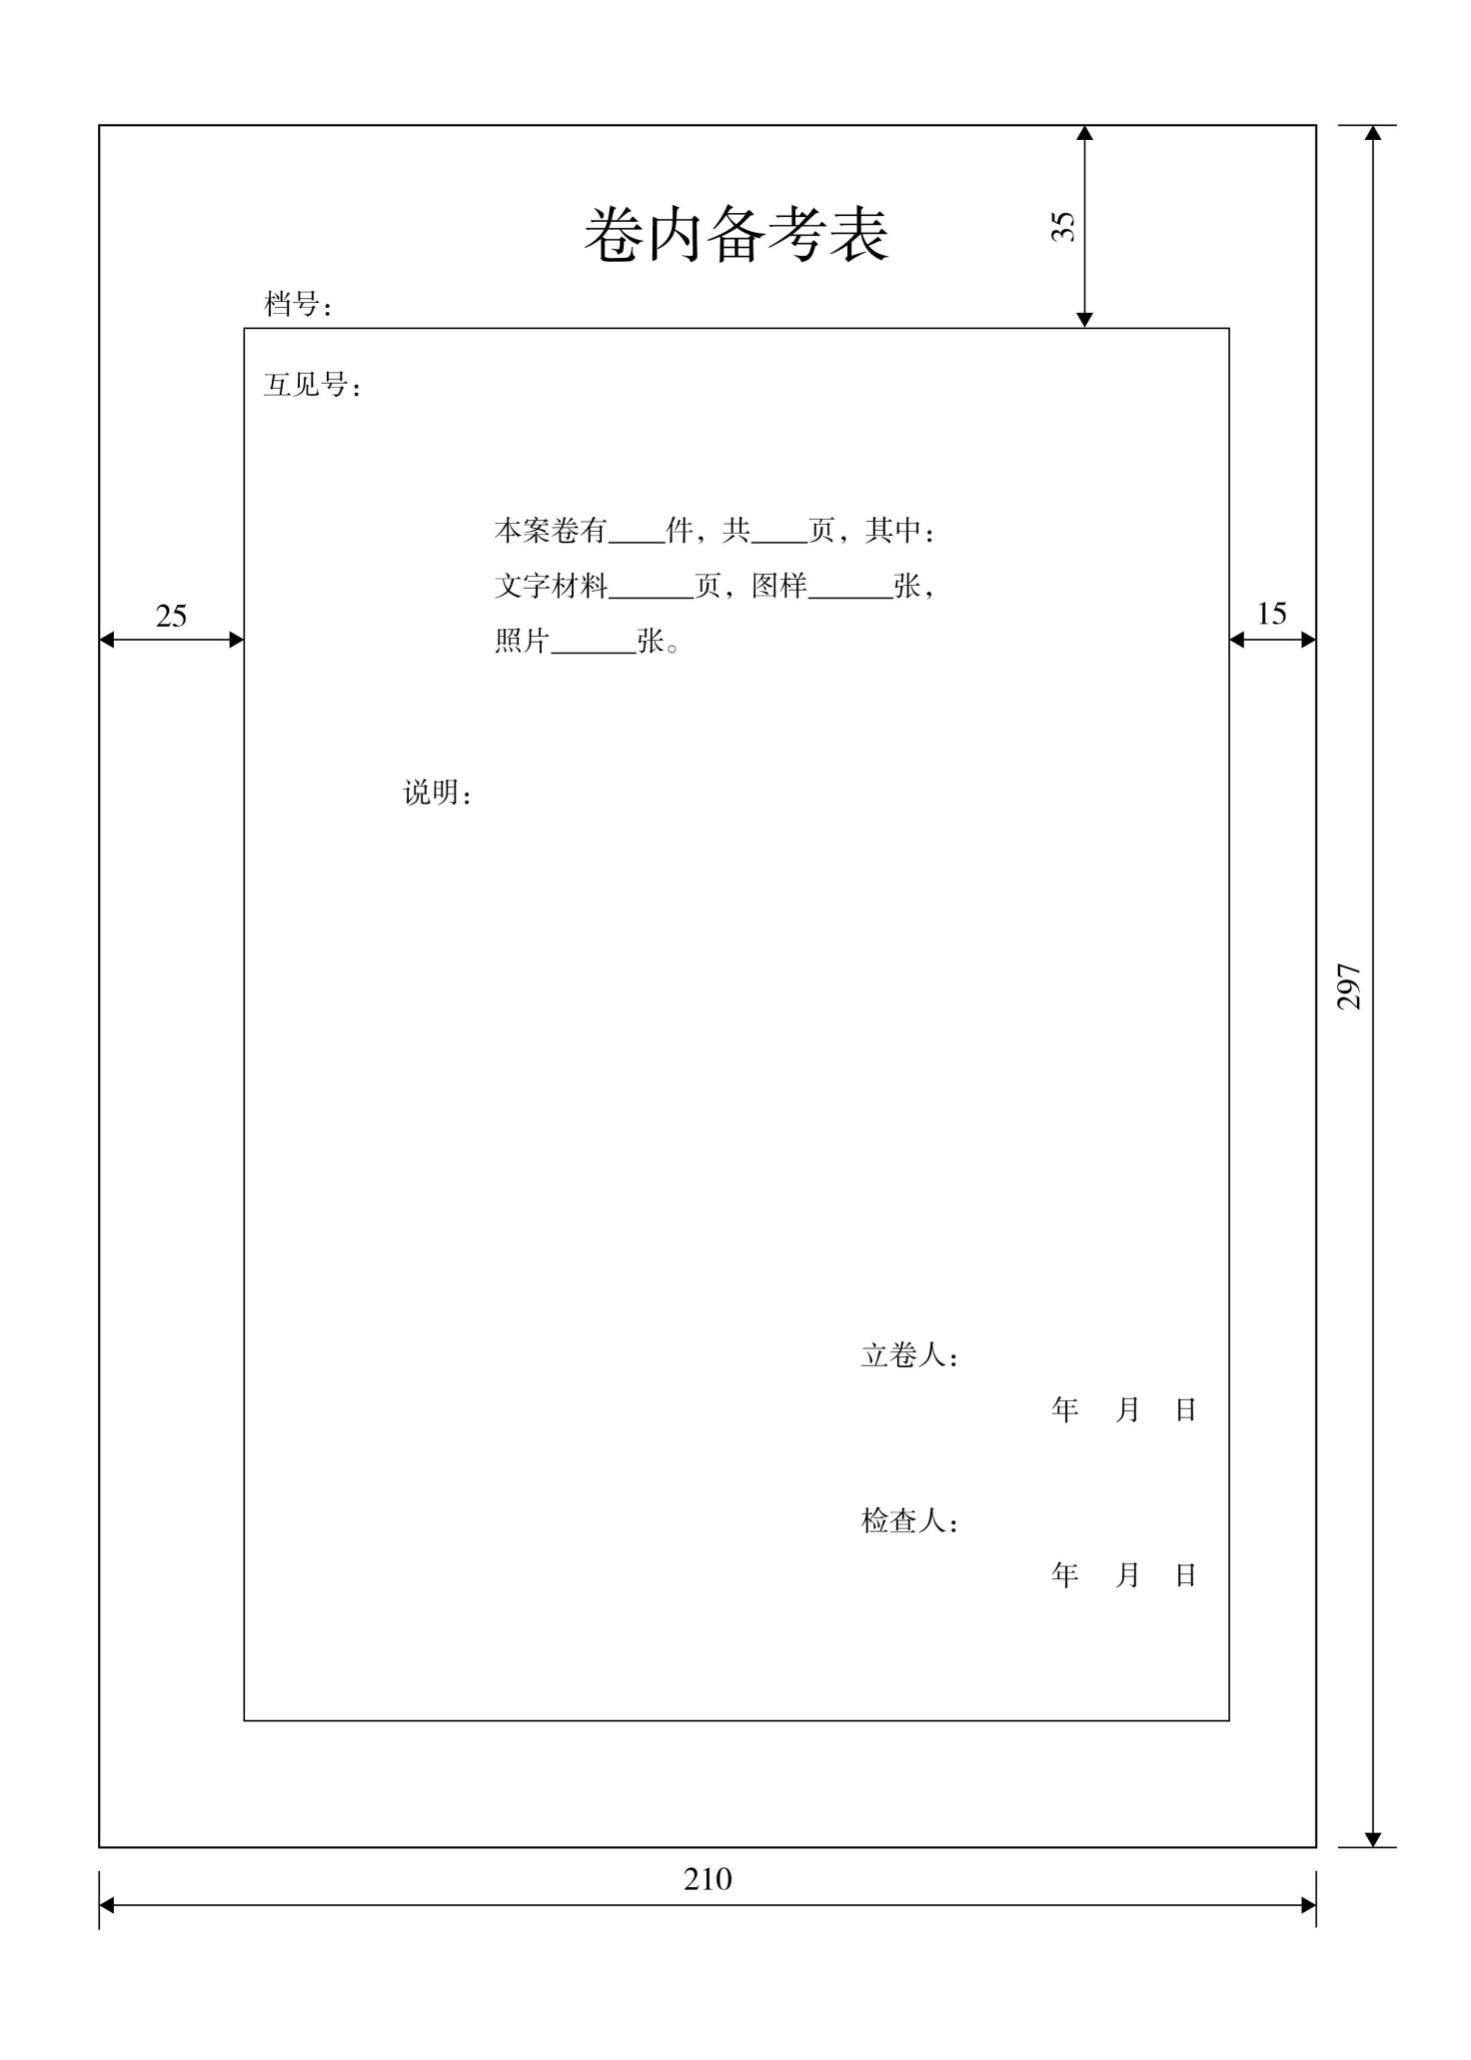 卷内备考表
35
档号：
互见号：
本案卷有____件，共____页，其中：
文字材料______页，图样______张，
照片______张。
25
15
说明：
297
立卷人：
年 月 日
检查人：
年 月 日
210